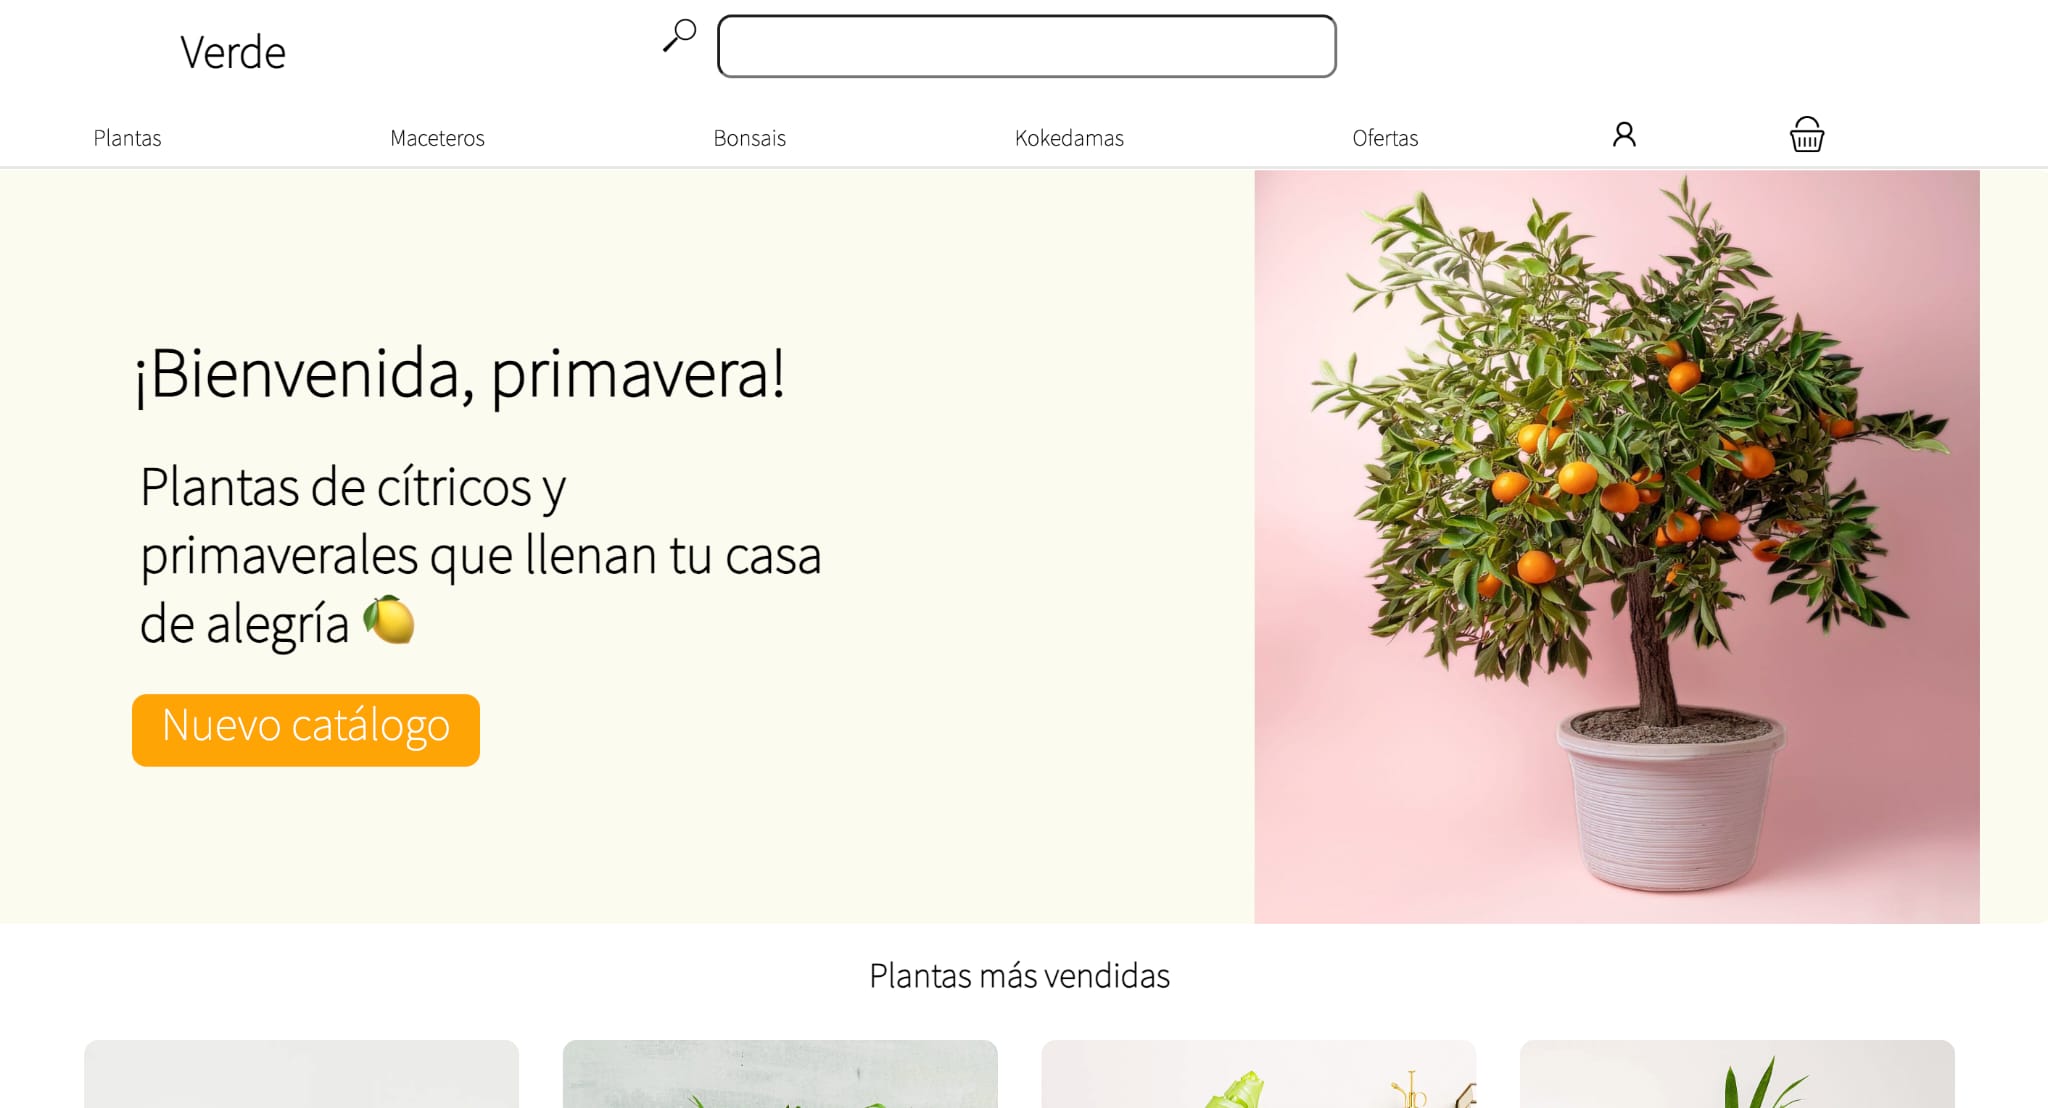 Verde
Plantas
Maceteros
Bonsais
Kokedamas
Ofertas
¡Bienvenida, primavera!
Plantas de cítricos y
primaverales que llenan tu casa
de alegría 🍋
Nuevo catálogo
Plantas más vendidas